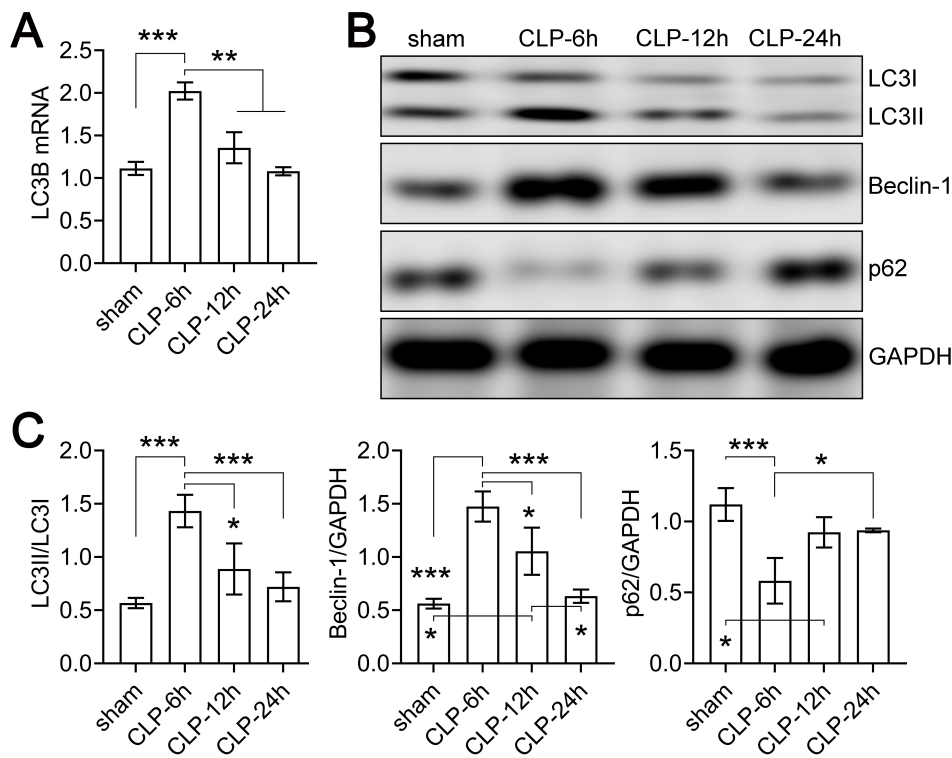 A
LC3B mRNA
2.5
2.0
1.5
1.0
0.5
0.0
***
**
sham
CLP-6h
CLP-12h
CLP-24h
B
sham CLP-6h CLP-12h CLP-24h
LC3I
LC3II
Beclin-1
p62
GAPDH
C
LC3II/LC3I
2.0
1.5
1.0
0.5
0.0
***
***
*
sham
CLP-6h
CLP-12h
CLP-24h
Beclin-1/GAPDH
2.0
1.5
1.0
0.5
0.0
***
*
***
*
*
sham
CLP-6h
CLP-12h
CLP-24h
p62/GAPDH
1.5
1.0
0.5
0.0
***
*
*
sham
CLP-6h
CLP-12h
CLP-24h